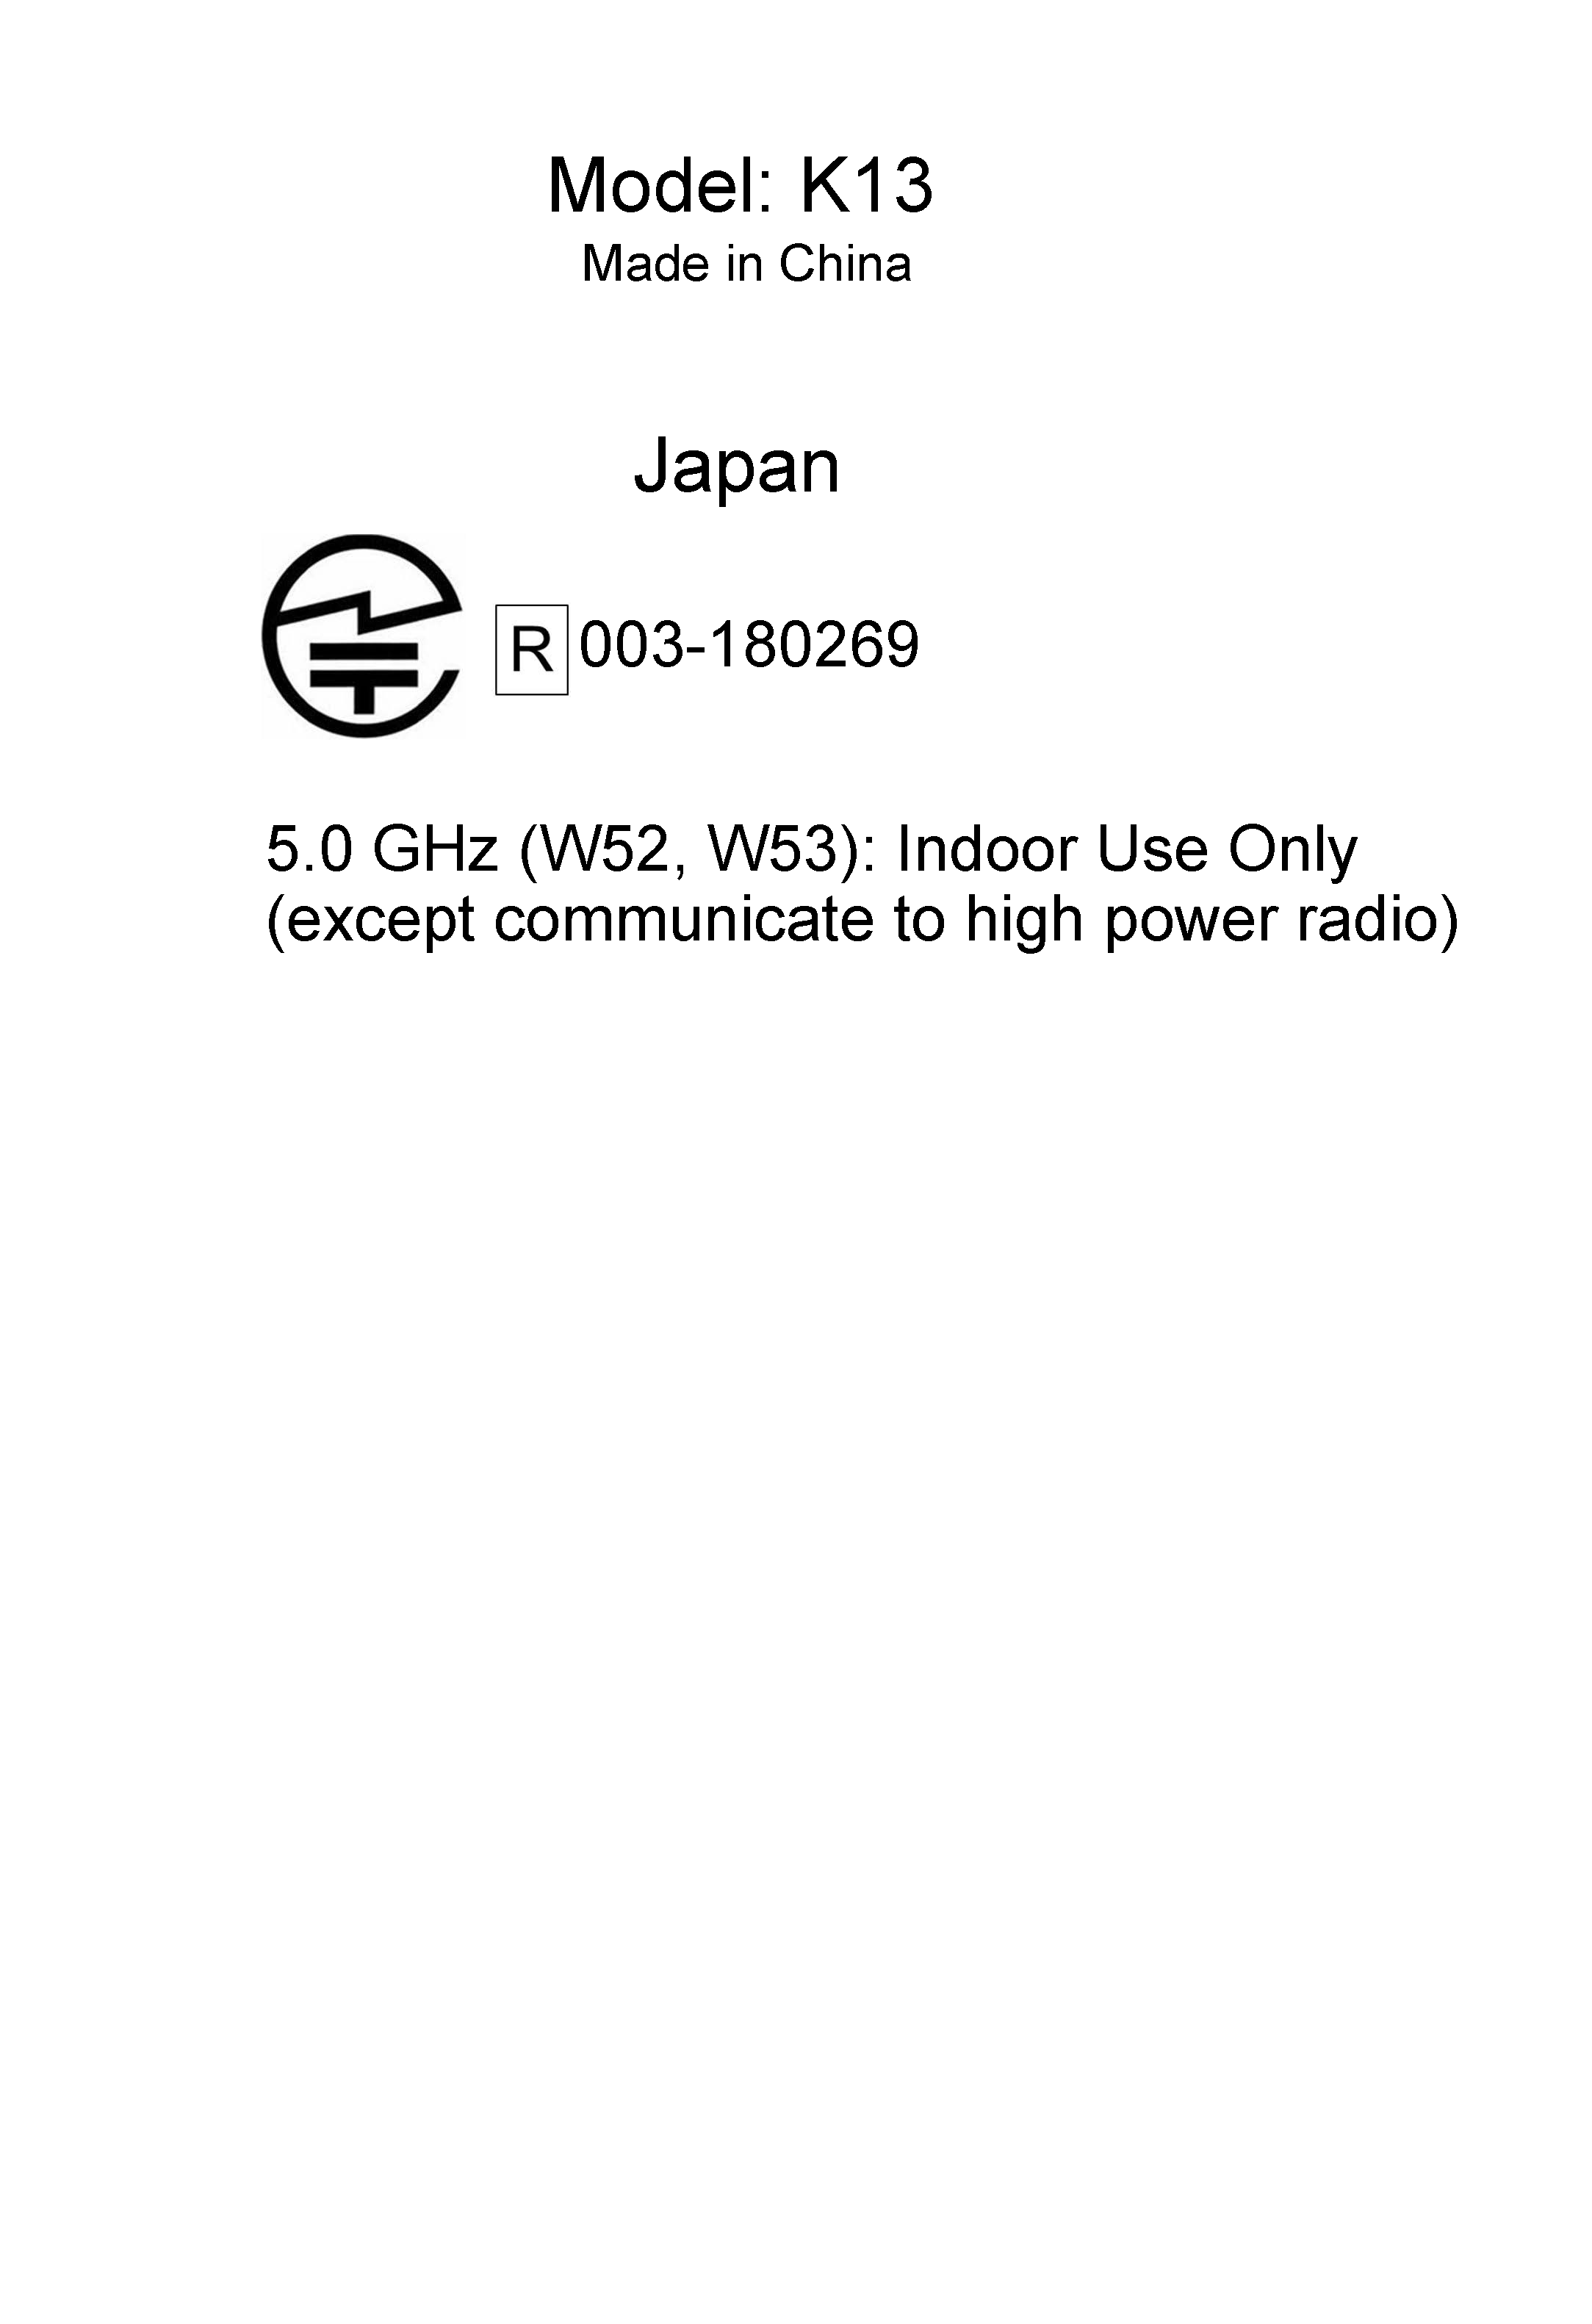 Model: K13
Made in China
Japan
R 003-180269
5.0 GHz (W52, W53): Indoor Use Only
(except communicate to high power radio)